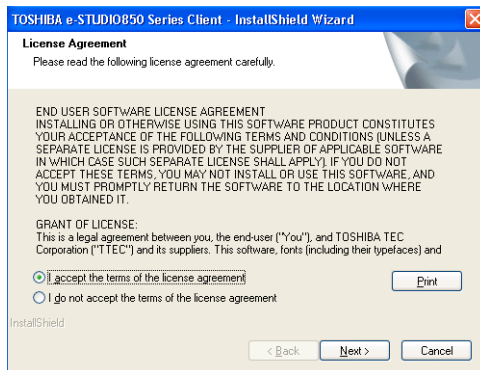 TOSHIBA e-STUDIO850 Series Client - InstallShield Wizard
License Agreement
Please read the following license agreement carefully.
END USER SOFTWARE LICENSE AGREEMENT
INSTALLING OR OTHERWISE USING THIS SOFTWARE PRODUCT CONSTITUTES
YOUR ACCEPTANCE OF THE FOLLOWING TERMS AND CONDITIONS (UNLESS A
SEPARATE LICENSE IS PROVIDED BY THE SUPPLIER OF APPLICABLE SOFTWARE
IN WHICH CASE SUCH SEPARATE LICENSE SHALL APPLY). IF YOU DO NOT
ACCEPT THESE TERMS, YOU MAY NOT INSTALL OR USE THIS SOFTWARE, AND
YOU MUST PROMPTLY RETURN THE SOFTWARE TO THE LOCATION WHERE
YOU OBTAINED IT.
GRANT OF LICENSE:
This is a legal agreement between you, the end-user ("You"), and TOSHIBA TEC
Corporation ("TTEC") and its suppliers. This software, fonts (including their typefaces) and
I accept the terms of the license agreement
Print
I do not accept the terms of the license agreement
InstallShield
< Back
Next >
Cancel